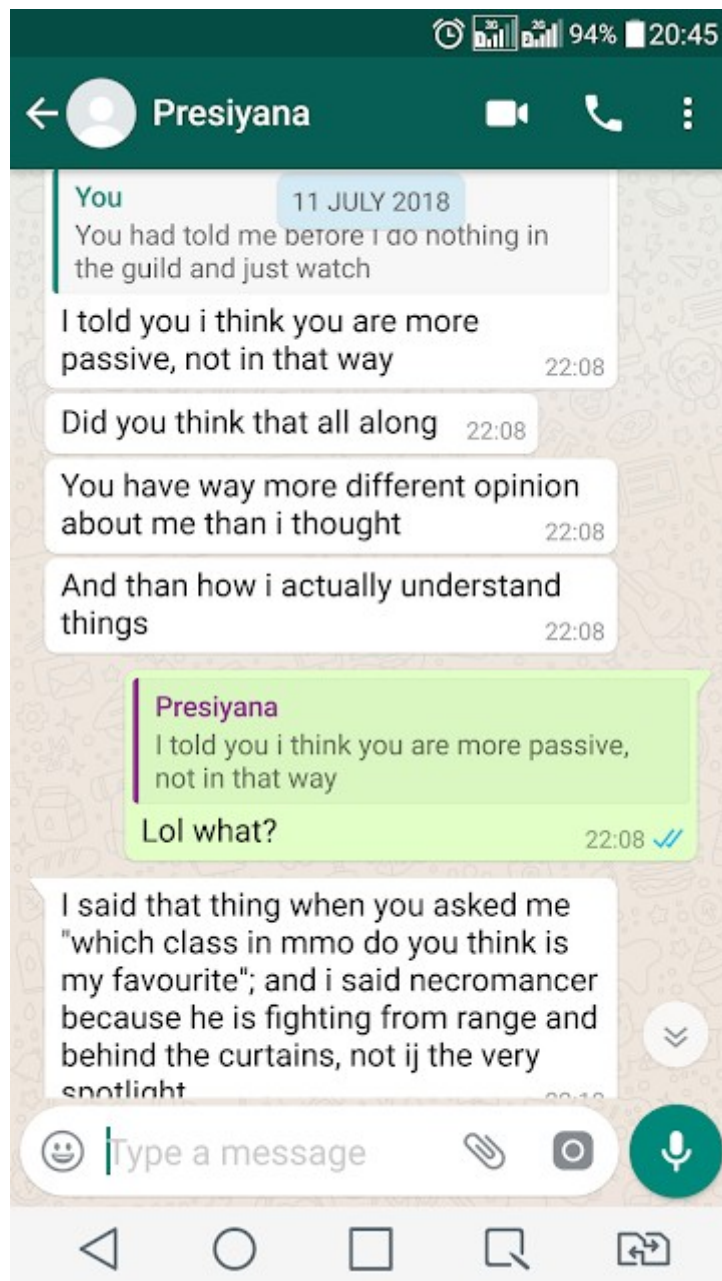 94% 20:45
Presiyana
11 JULY 2018
You
You had told me before I do nothing in
the guild and just watch
I told you i think you are more
passive, not in that way
22:08
Did you think that all along 22:08
You have way more different opinion
about me than i thought
22:08
And than how i actually understand
things
22:08
Presiyana
I told you i think you are more passive,
not in that way
Lol what?
22:08
I said that thing when you asked me
"which class in mmo do you think is
my favourite"; and i said necromancer
because he is fighting from range and
behind the curtains, not ij the very
spotlight
Type a message